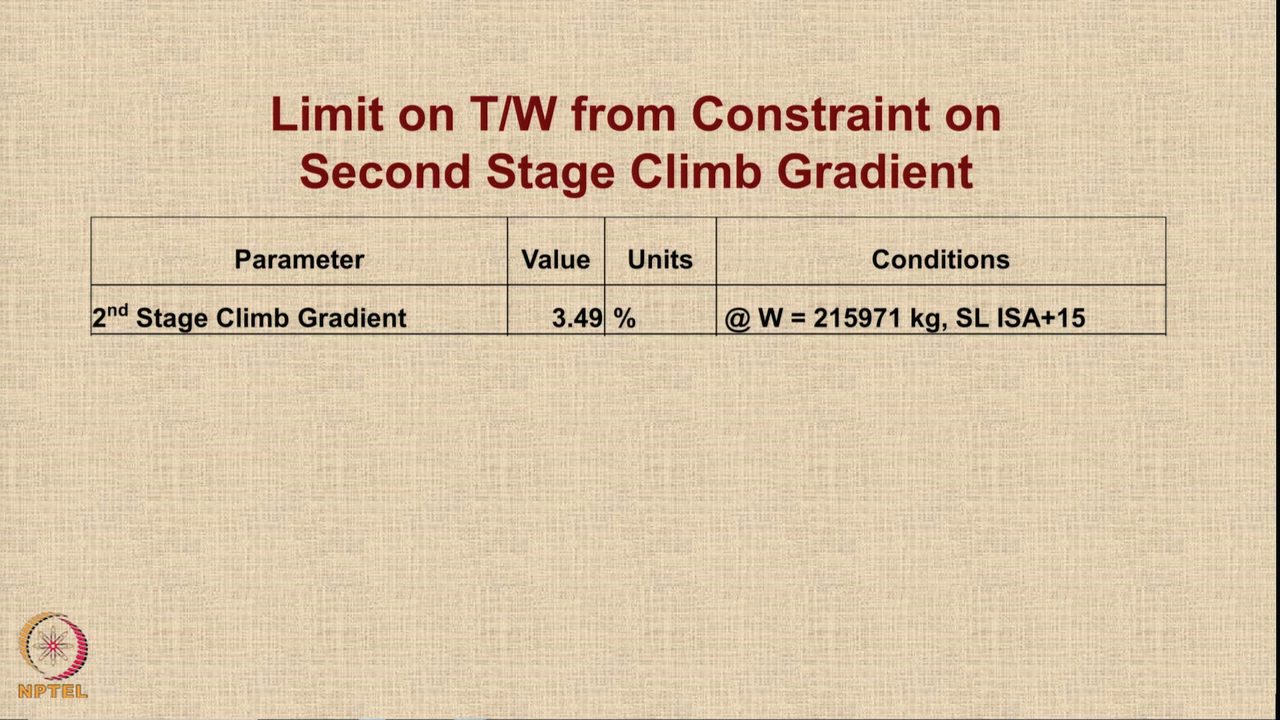 Limit on T/W from Constraint on
Second Stage Climb Gradient
Parameter Value Units Conditions
2nd Stage Climb Gradient 3.49 % @ W = 215971 kg, SL ISA+15
NPTEL